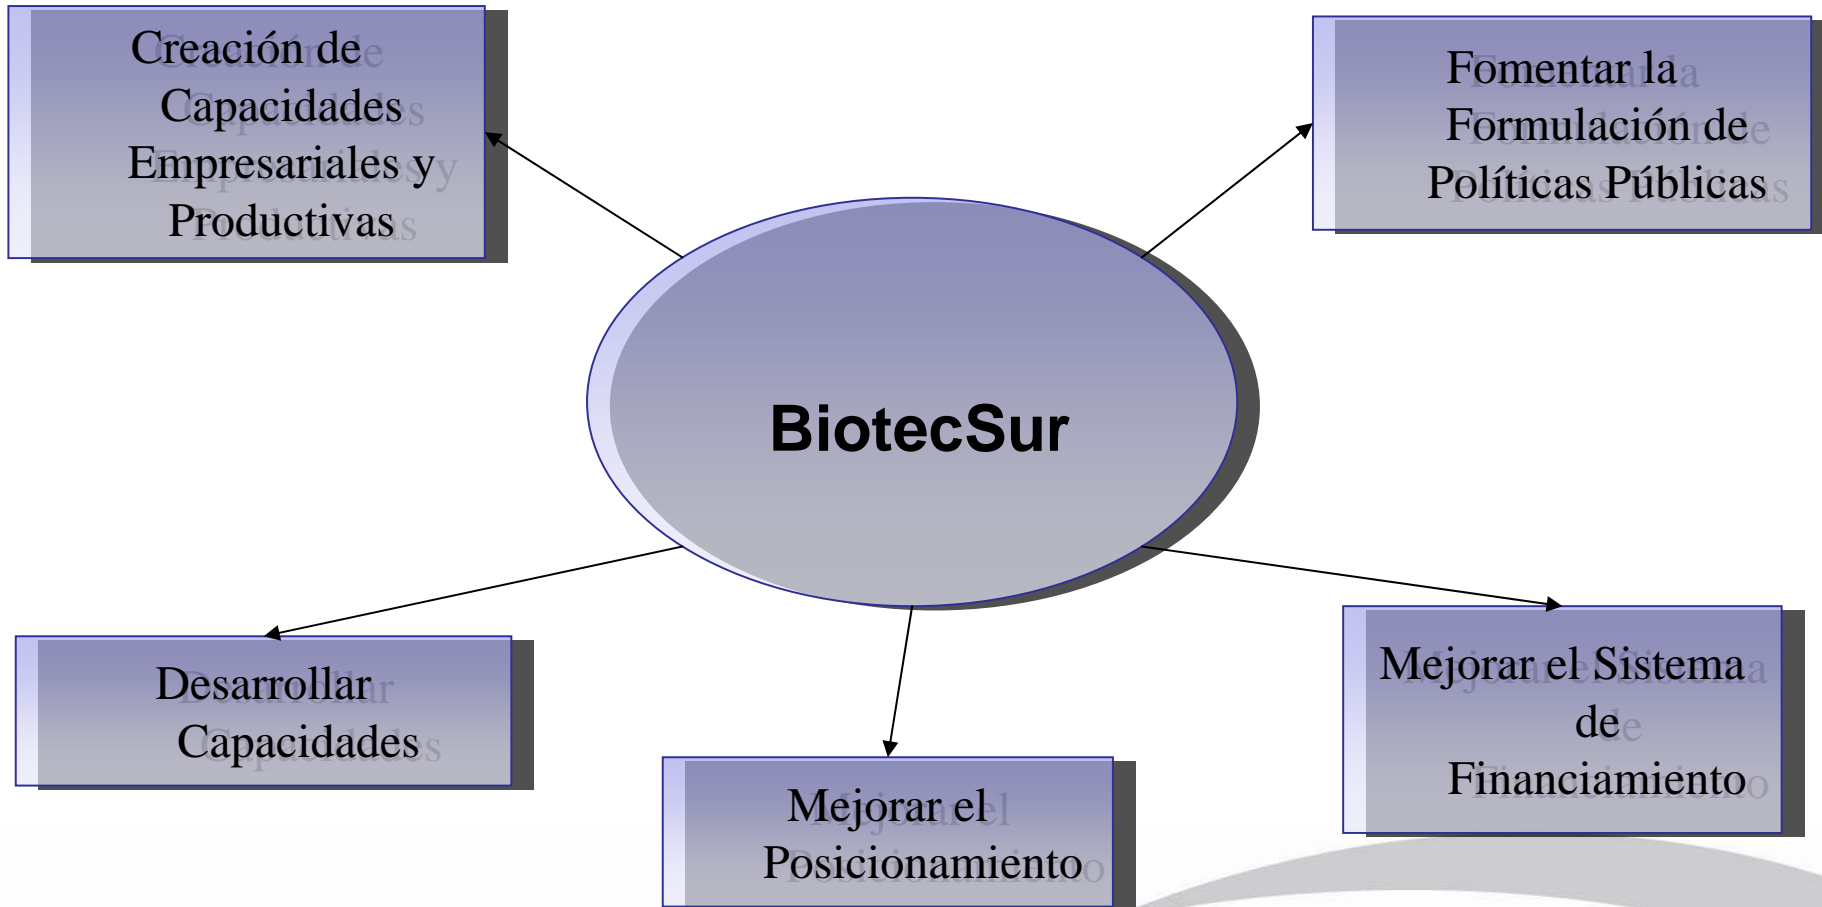 Creación de
Capacidades
Empresariales y
Productivas
Fomentar la
Formulación de
Políticas Públicas
BiotecSur
Desarrollar
Capacidades
Mejorar el
Posicionamiento
Mejorar el Sistema
de
Financiamiento